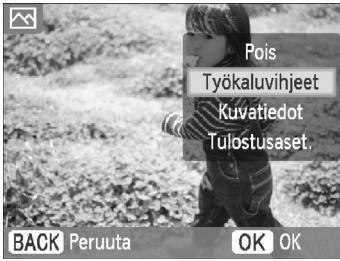 Pois
Työkaluvihjeet
Kuvatiedot
Tulostusaset.
BACK Peruuta
OK OK